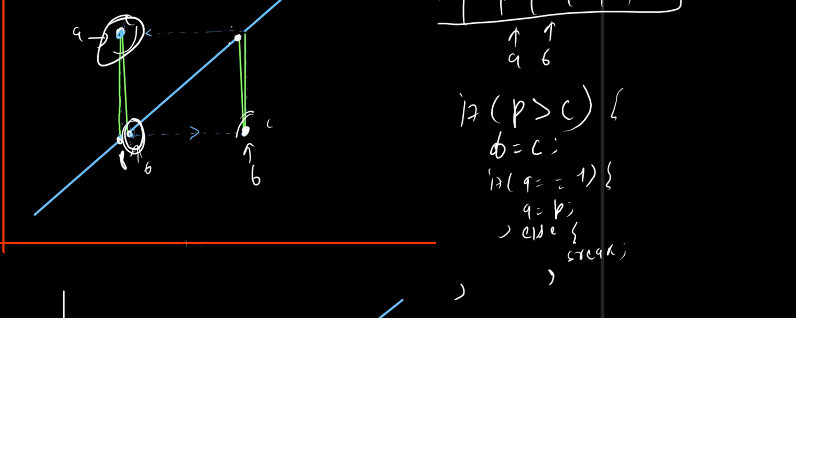 a
b
b
a b
if(p>c){
b=c;
if(a==-1){
a=p;
} else {
break;
}
}